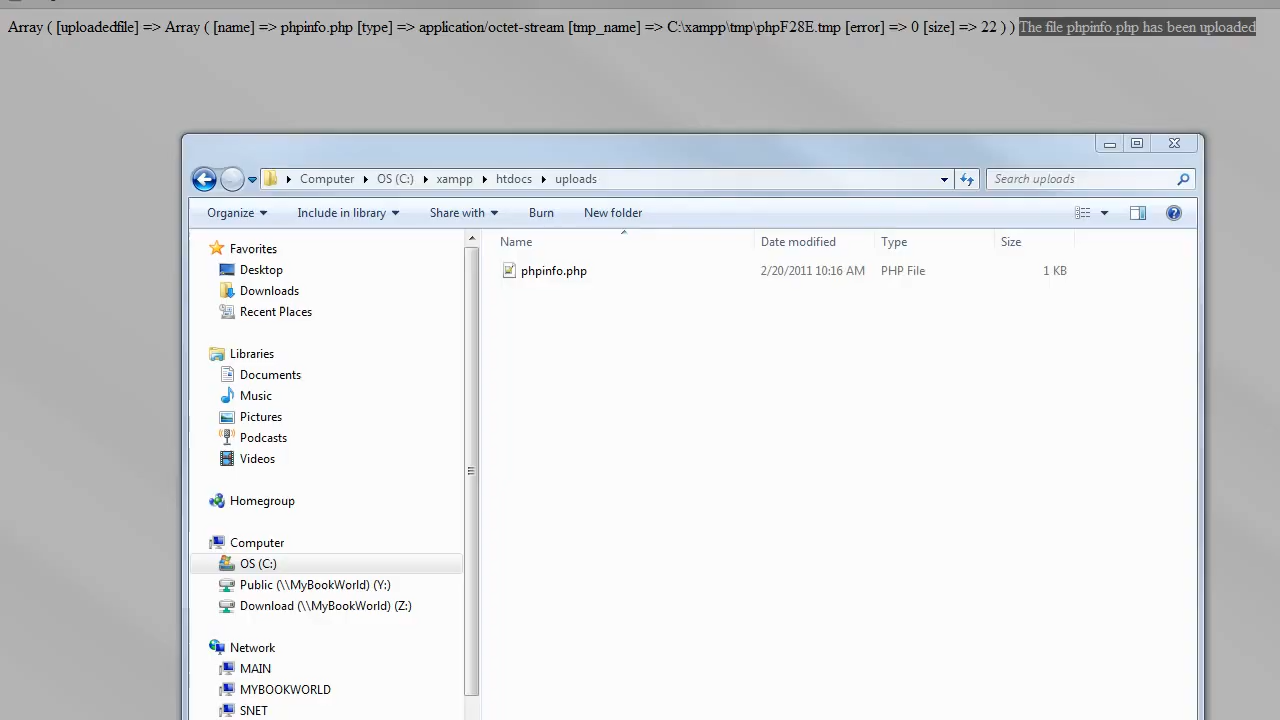 Array ( [uploadedfile] => Array ( [name] => phpinfo.php [type] => application/octet-stream [tmp_name] => C:\xampp\tmp\phpF28E.tmp [error] => 0 [size] => 22 ) ) The file phpinfo.php has been uploaded
Computer OS (C:) xampp htdocs uploads Search uploads
Organize Include in library Share with Burn New folder
Name Date modified Type Size
phpinfo.php 2/20/2011 10:16 AM PHP File 1 KB
Favorites
Desktop
Downloads
Recent Places
Libraries
Documents
Music
Pictures
Podcasts
Videos
Homegroup
Computer
OS (C:)
Public (\\MyBookWorld) (Y:)
Download (\\MyBookWorld) (Z:)
Network
MAIN
MYBOOKWORLD
SNET